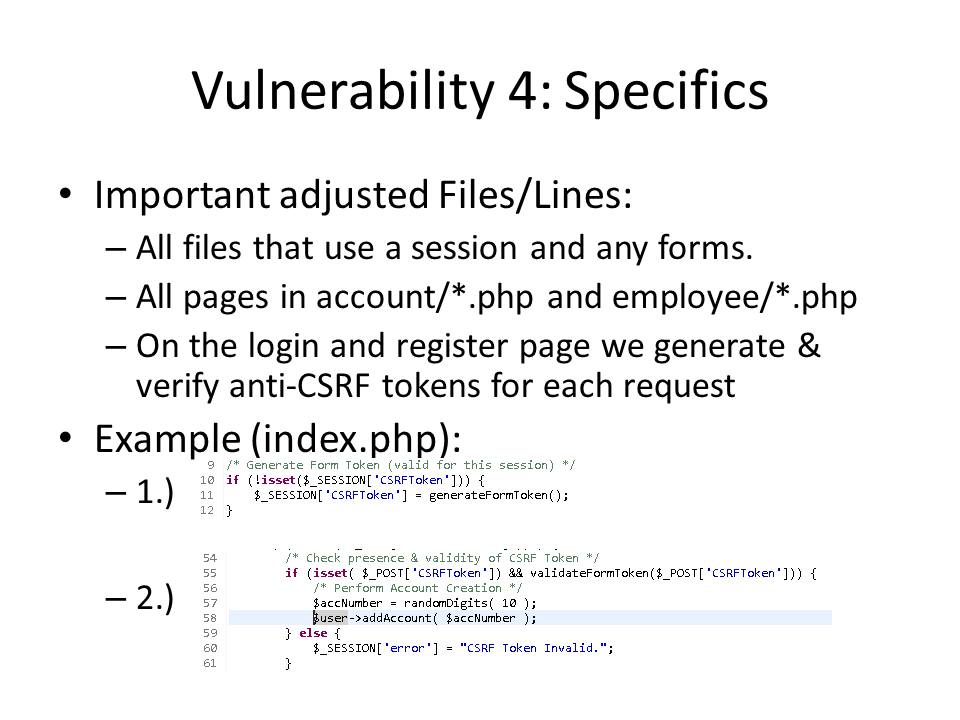 Vulnerability 4: Specifics
• Important adjusted Files/Lines:
– All files that use a session and any forms.
– All pages in account/*.php and employee/*.php
– On the login and register page we generate &
verify anti-CSRF tokens for each request
• Example (index.php):
– 1.)
9 /* Generate Form Token (valid for this session) */
10 if (!isset($_SESSION['CSRFToken'])) {
11 $_SESSION['CSRFToken'] = generateFormToken();
12 }
– 2.)
54 /* Check presence & validity of CSRF Token */
55 if (isset( $_POST['CSRFToken']) && validateFormToken($_POST['CSRFToken'])) {
56 /* Perform Account Creation */
57 $accNumber = randomDigits( 10 );
58 $user->addAccount( $accNumber );
59 } else {
60 $_SESSION['error'] = "CSRF Token Invalid.";
61 }